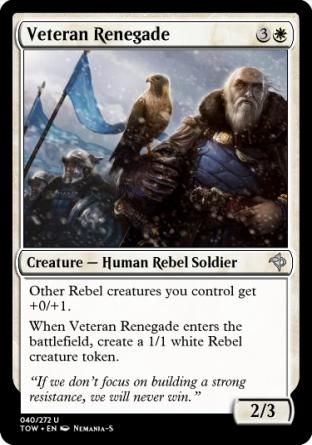 Veteran Renegade 3
Creature — Human Rebel Soldier
Other Rebel creatures you control get
+0/+1.
When Veteran Renegade enters the
battlefield, create a 1/1 white Rebel
creature token.
“If we don’t focus on building a strong
resistance, we will never win.”
2/3
040/272 U
TOW • EN Nemania-S